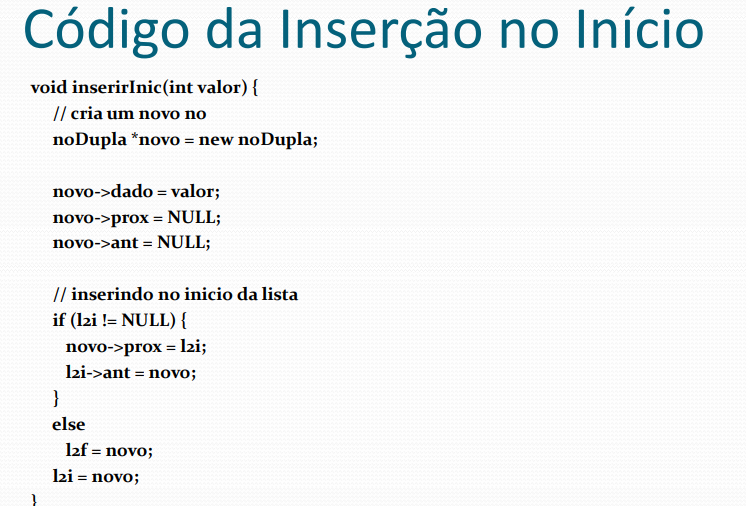 Código da Inserção no Início
void inserirInic(int valor) {
// cria um novo no
noDupla *novo = new noDupla;
novo->dado = valor;
novo->prox = NULL;
novo->ant = NULL;
// inserindo no inicio da lista
if (l2i != NULL) {
novo->prox = l2i;
l2i->ant = novo;
}
else
l2f = novo;
l2i = novo;
}